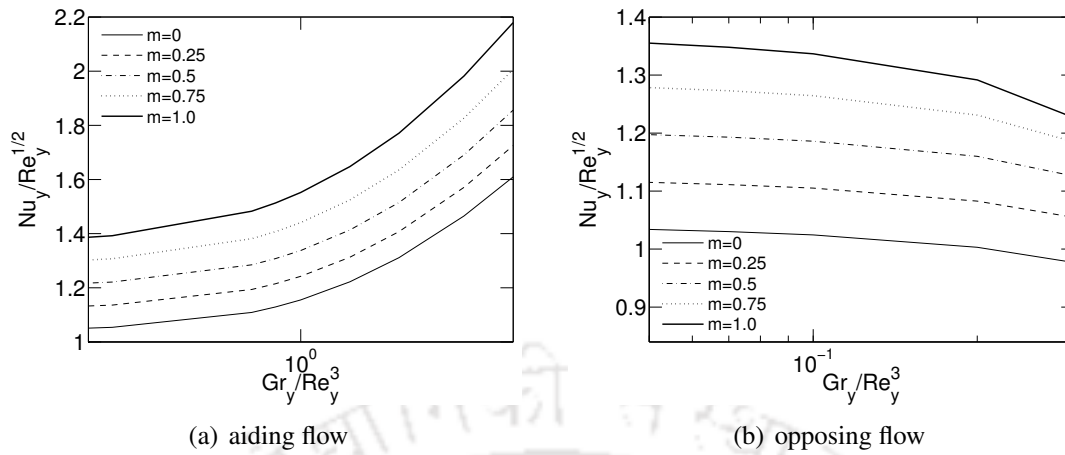 2.2
2
1.8
1.6
1.4
1.2
1
Nu_y/Re_y^{1/2}
m=0
m=0.25
m=0.5
m=0.75
m=1.0
10^0
Gr_y/Re_y^3
(a) aiding flow
1.4
1.3
1.2
1.1
1
0.9
Nu_y/Re_y^{1/2}
m=0
m=0.25
m=0.5
m=0.75
m=1.0
10^{-1}
Gr_y/Re_y^3
(b) opposing flow